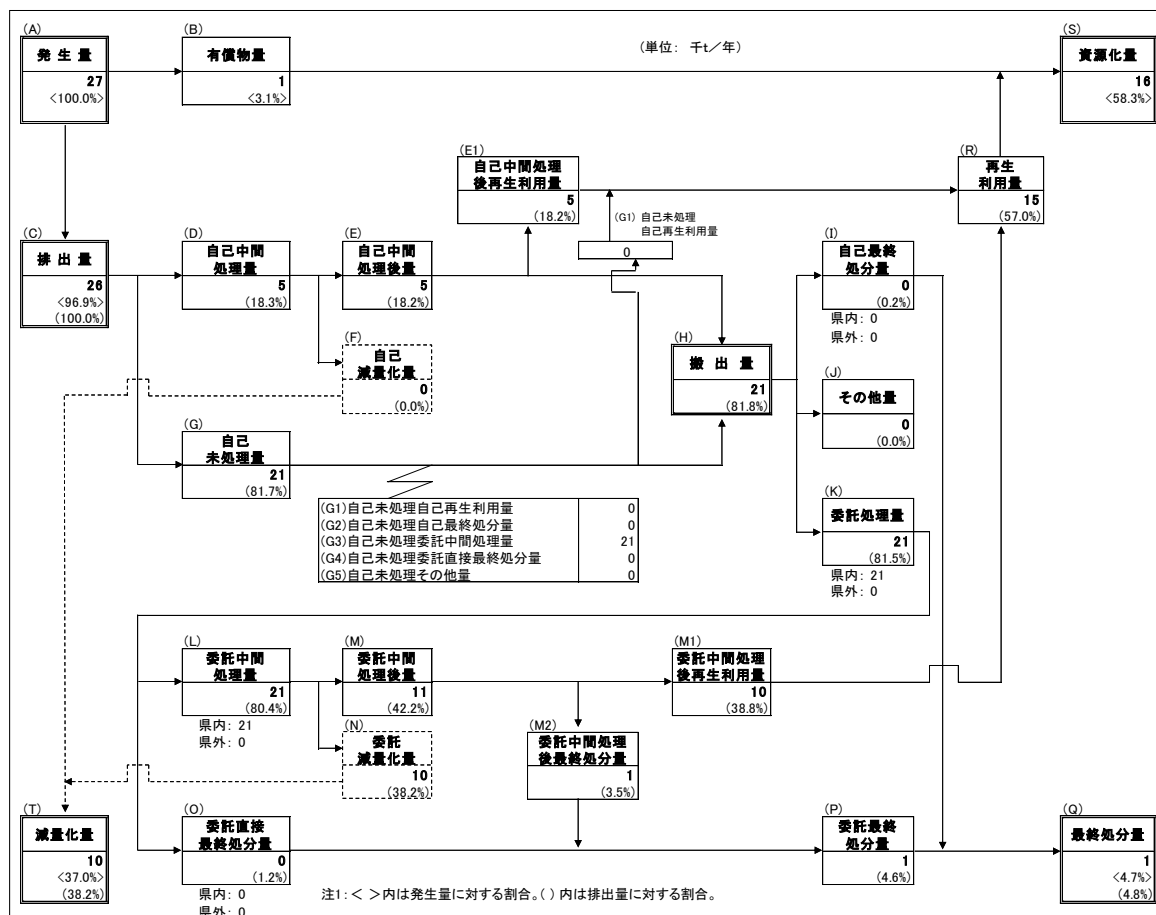 (A)
発 生 量
27
<100.0%>
(B)
有償物量
1
<3.1%>
(単位: 千t/年)
(S)
資源化量
16
<58.3%>
(E1)
自己中間処理
後再生利用量
5
(18.2%)
(R)
再生
利用量
15
(57.0%)
(G1) 自己未処理
自己再生利用量
0
(C)
排 出 量
26
<96.9%>
(100.0%)
(D)
自己中間
処理量
5
(18.3%)
(E)
自己中間
処理後量
5
(18.2%)
(I)
自己最終
処分量
0
(0.2%)
県内: 0
県外: 0
(F)
自己
減量化量
0
(0.0%)
(H)
搬 出 量
21
(81.8%)
(J)
その他量
0
(0.0%)
(G)
自己
未処理量
21
(81.7%)
(G1)自己未処理自己再生利用量 0
(G2)自己未処理自己最終処分量 0
(G3)自己未処理委託中間処理量 21
(G4)自己未処理委託直接最終処分量 0
(G5)自己未処理その他量 0
(K)
委託処理量
21
(81.5%)
県内: 21
県外: 0
(L)
委託中間
処理量
21
(80.4%)
県内: 21
県外: 0
(M)
委託中間
処理後量
11
(42.2%)
(M1)
委託中間処理
後再生利用量
10
(38.8%)
(N)
委託
減量化量
10
(38.2%)
(M2)
委託中間処理
後最終処分量
1
(3.5%)
(T)
減量化量
10
<37.0%>
(38.2%)
(O)
委託直接
最終処分量
0
(1.2%)
県内: 0
県外: 0
(P)
委託最終
処分量
1
(4.6%)
(Q)
最終処分量
1
<4.7%>
(4.8%)
注1:< >内は発生量に対する割合。( )内は排出量に対する割合。